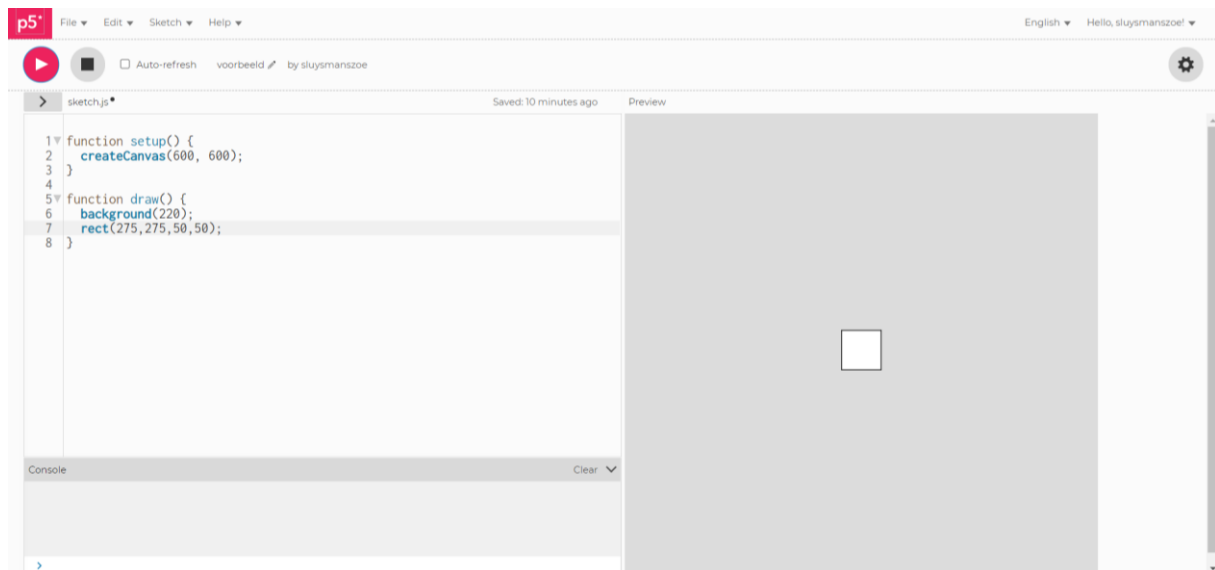 p5* File Edit Sketch Help English Hello, sluysmanszoe!
Auto-refresh voorbeeld by sluysmanszoe
> sketch.js• Saved: 10 minutes ago Preview
1 function setup() {
2   createCanvas(600, 600);
3 }
4
5 function draw() {
6   background(220);
7   rect(275,275,50,50);
8 }
Console Clear
>